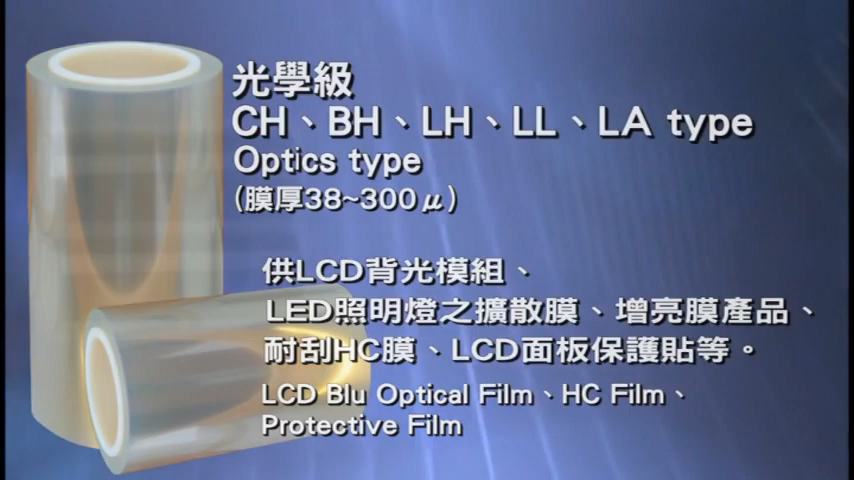 光學級
CH、BH、LH、LL、LA type
Optics type
(膜厚38~300μ)
供LCD背光模組、
LED照明燈之擴散膜、增亮膜產品、
耐刮HC膜、LCD面板保護貼等。
LCD Blu Optical Film、HC Film、
Protective Film